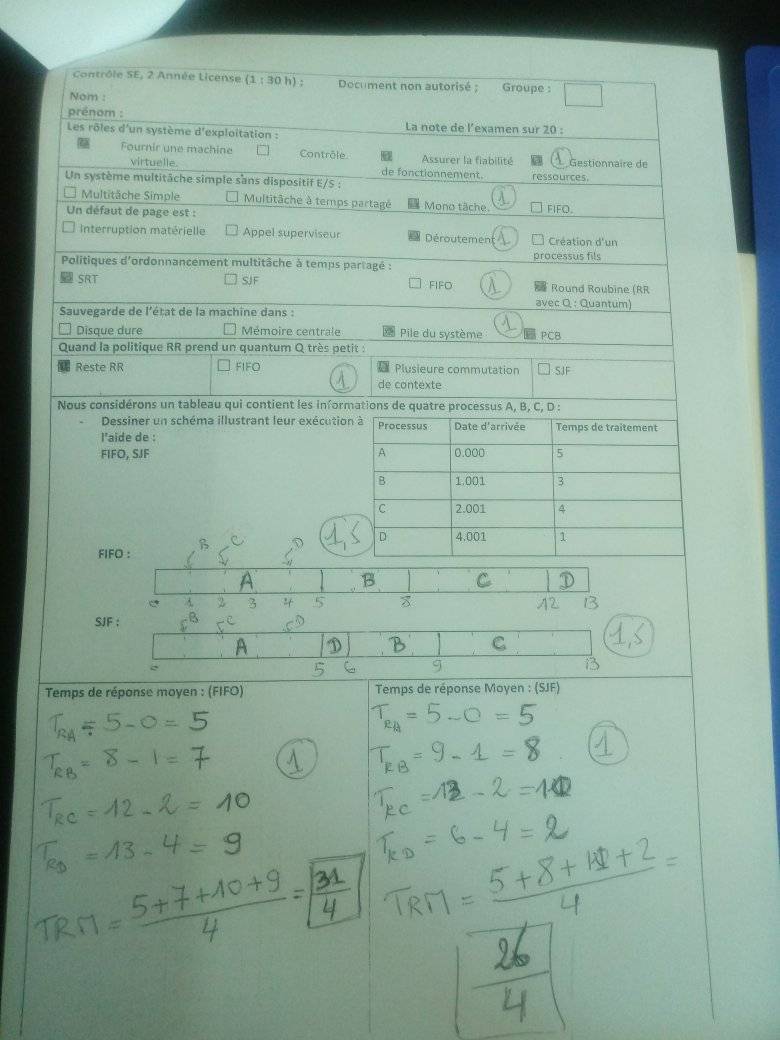 Contrôle SE, 2 Année License (1 : 30 h) : Document non autorisé ; Groupe :
Nom :
prénom :
Les rôles d'un système d'exploitation : La note de l'examen sur 20 :
Fournir une machine virtuelle. Contrôle. Assurer la fiabilité de fonctionnement. 1 Gestionnaire de ressources.
Un système multitâche simple sans dispositif E/S :
Multitâche Simple Multitâche à temps partagé Mono tâche. 1 FIFO.
Un défaut de page est :
Interruption matérielle Appel superviseur Déroutement 1 Création d'un processus fils
Politiques d'ordonnancement multitâche à temps partagé :
SRT SJF FIFO 1 Round Roubine (RR avec Q : Quantum)
Sauvegarde de l'état de la machine dans :
Disque dure Mémoire centrale Pile du système 1 PCB
Quand la politique RR prend un quantum Q très petit :
Reste RR FIFO 1 Plusieure commutation de contexte SJF
Nous considérons un tableau qui contient les informations de quatre processus A, B, C, D :
- Dessiner un schéma illustrant leur exécution à
l'aide de :
FIFO, SJF
Processus Date d'arrivée Temps de traitement
A 0.000 5
B 1.001 3
C 2.001 4
D 4.001 1
1,5
FIFO :
B C D
A B C D
0 1 2 3 4 5 8 12 13
SJF :
B C D
A D B C
1,5
0 5 6 9 13
Temps de réponse moyen : (FIFO)
TRA = 5 - 0 = 5
TRB = 8 - 1 = 7
1
TRC = 12 - 2 = 10
TRD = 13 - 4 = 9
TRM = 5+7+10+9 / 4 = 31 / 4
Temps de réponse Moyen : (SJF)
TRA = 5 - 0 = 5
TRB = 9 - 1 = 8
1
TRC = 13 - 2 = 11
TRD = 6 - 4 = 2
TRM = 5 + 8 + 11 + 2 / 4 =
26 / 4